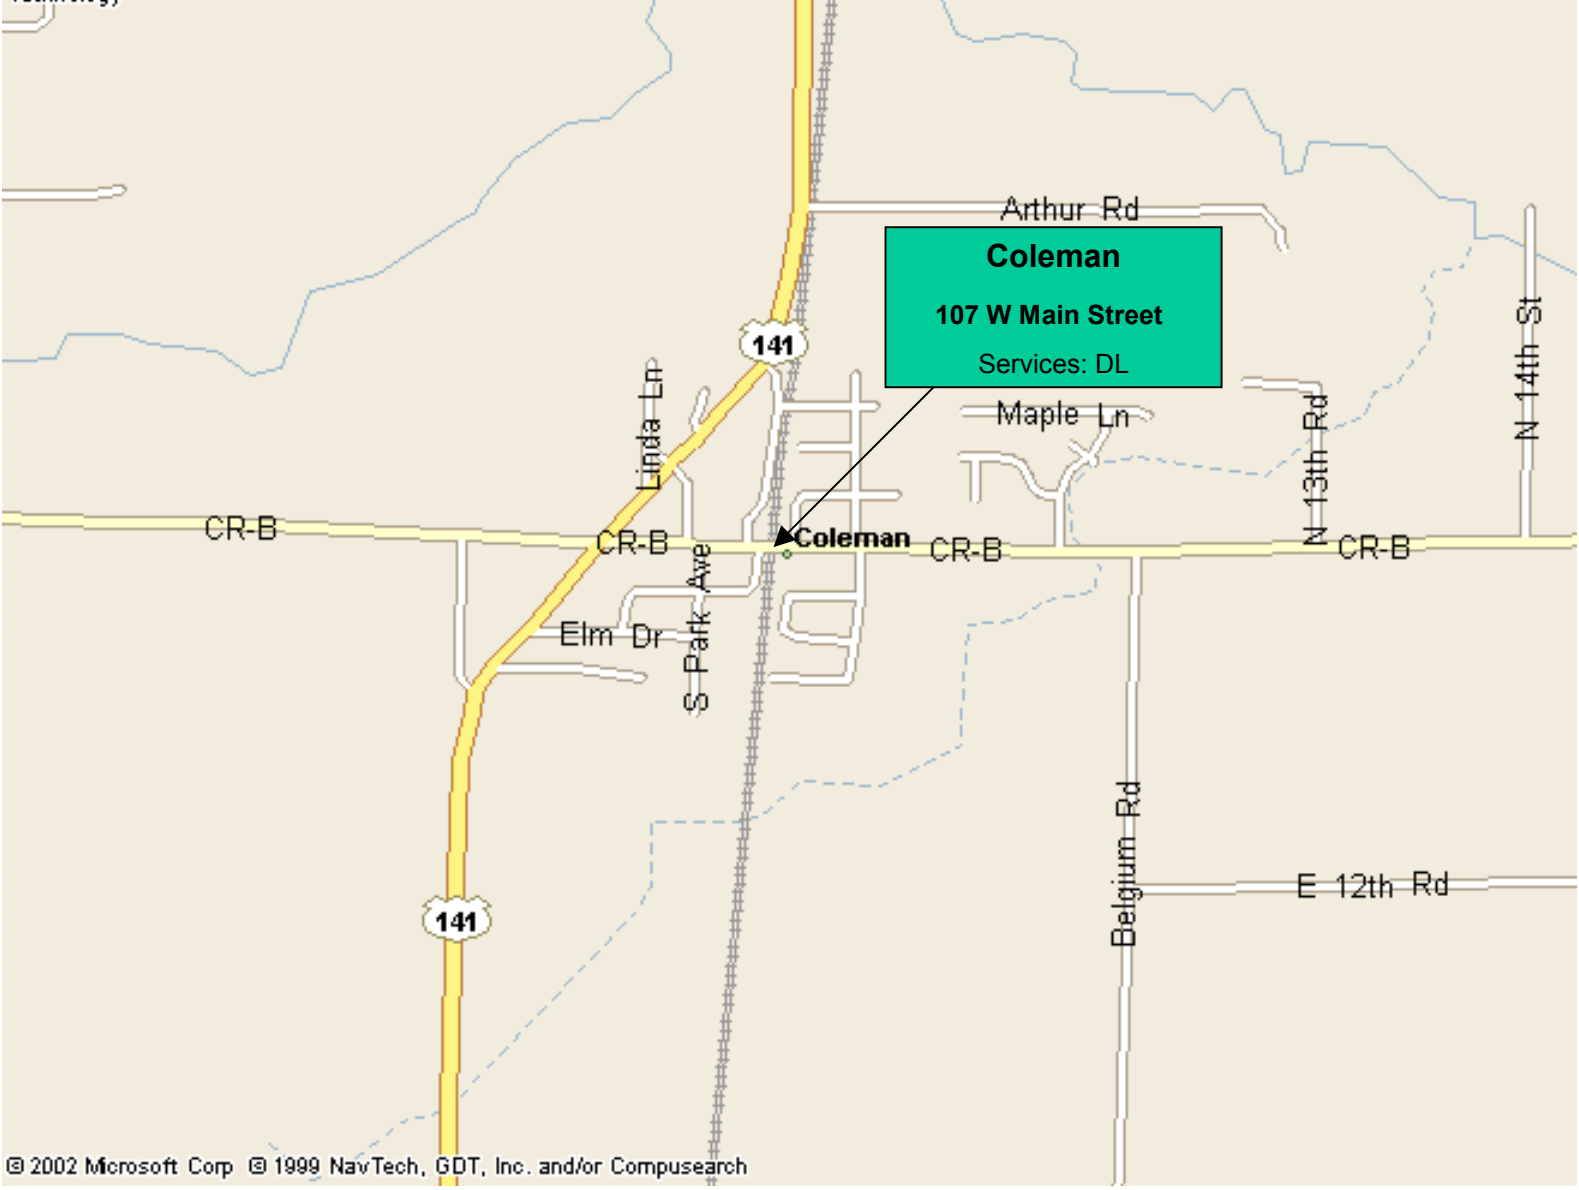 Arthur Rd
Coleman
107 W Main Street
Services: DL
141
Linda Ln
Maple Ln
N 13th Rd
N 14th St
CR-B
CR-B
Coleman
CR-B
CR-B
S Park Ave
Elm Dr
Belgium Rd
E 12th Rd
141
© 2002 Microsoft Corp © 1999 NavTech, GDT, Inc. and/or Compusearch